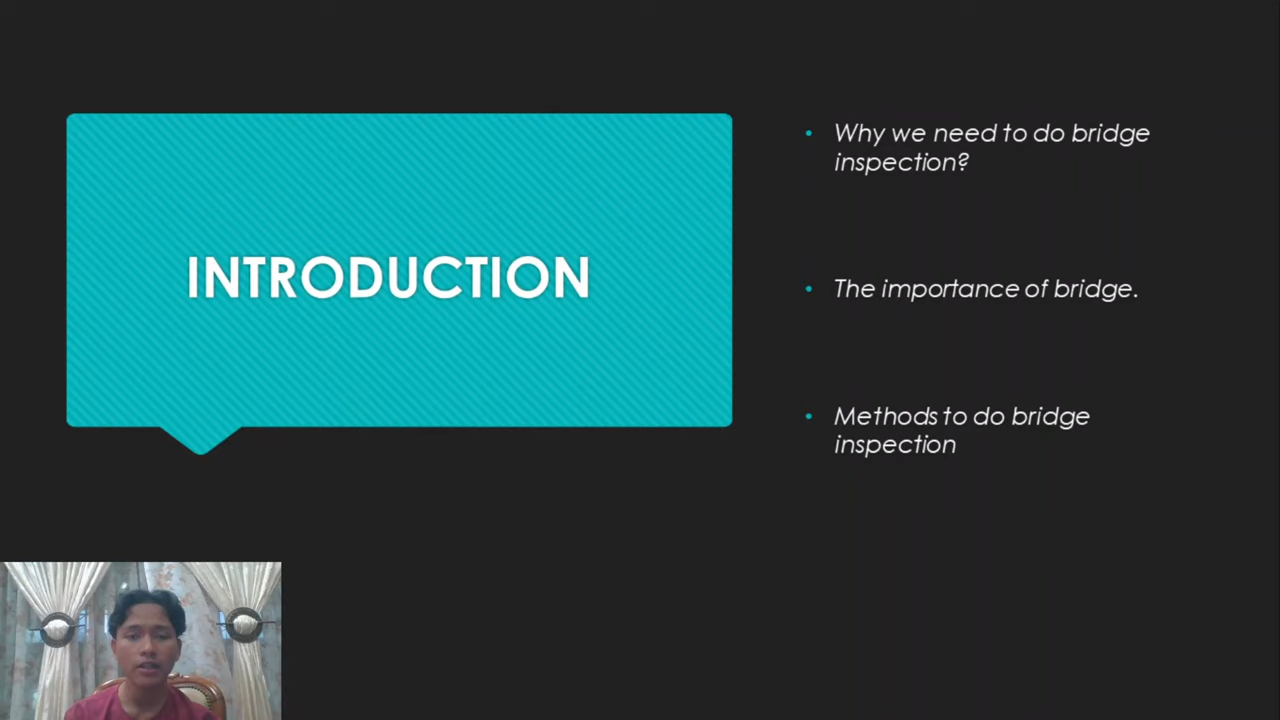 INTRODUCTION
Why we need to do bridge
inspection?
The importance of bridge.
Methods to do bridge
inspection